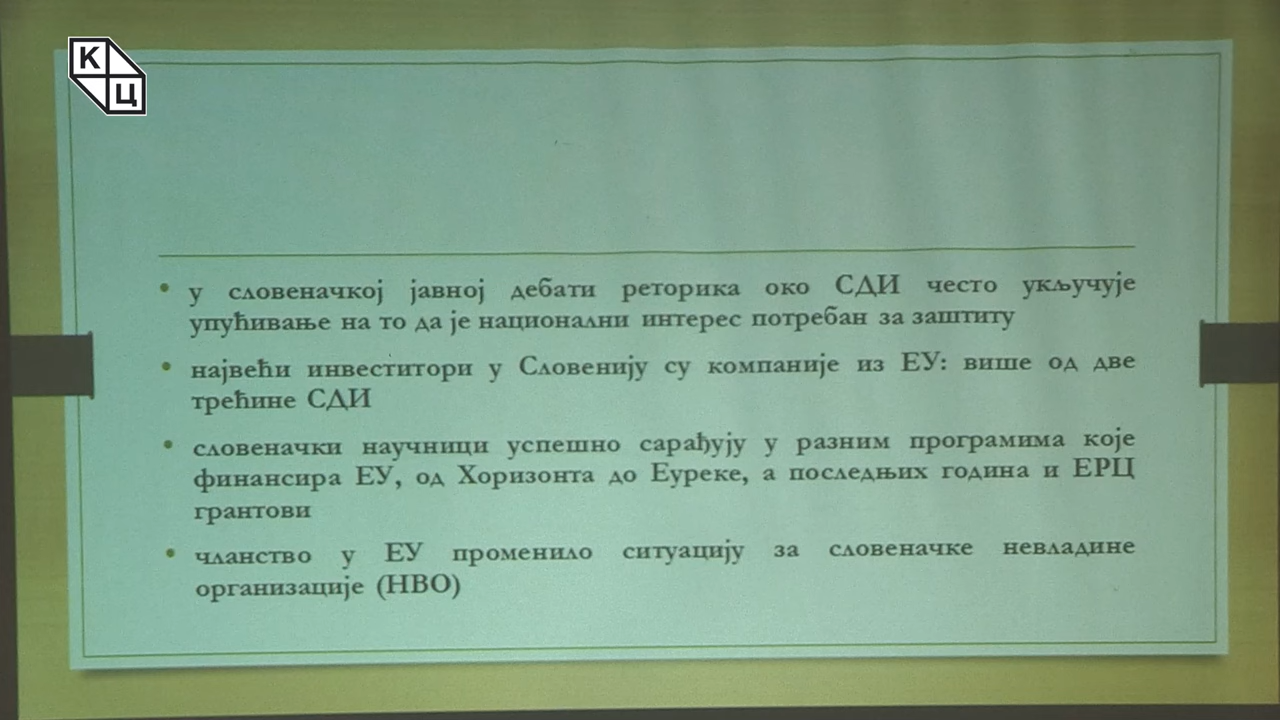 К
Ц
• у словеначкој јавној дебати реторика око СДИ често укључује
упућивање на то да је национални интерес потребан за заштиту
• највећи инвеститори у Словенију су компаније из ЕУ: више од две
трећине СДИ
• словеначки научници успешно сарађују у разним програмима које
финансира ЕУ, од Хоризонта до Еуреке, а последњих година и ЕРЦ
грантови
• чланство у ЕУ променило ситуацију за словеначке невладине
организације (НВО)